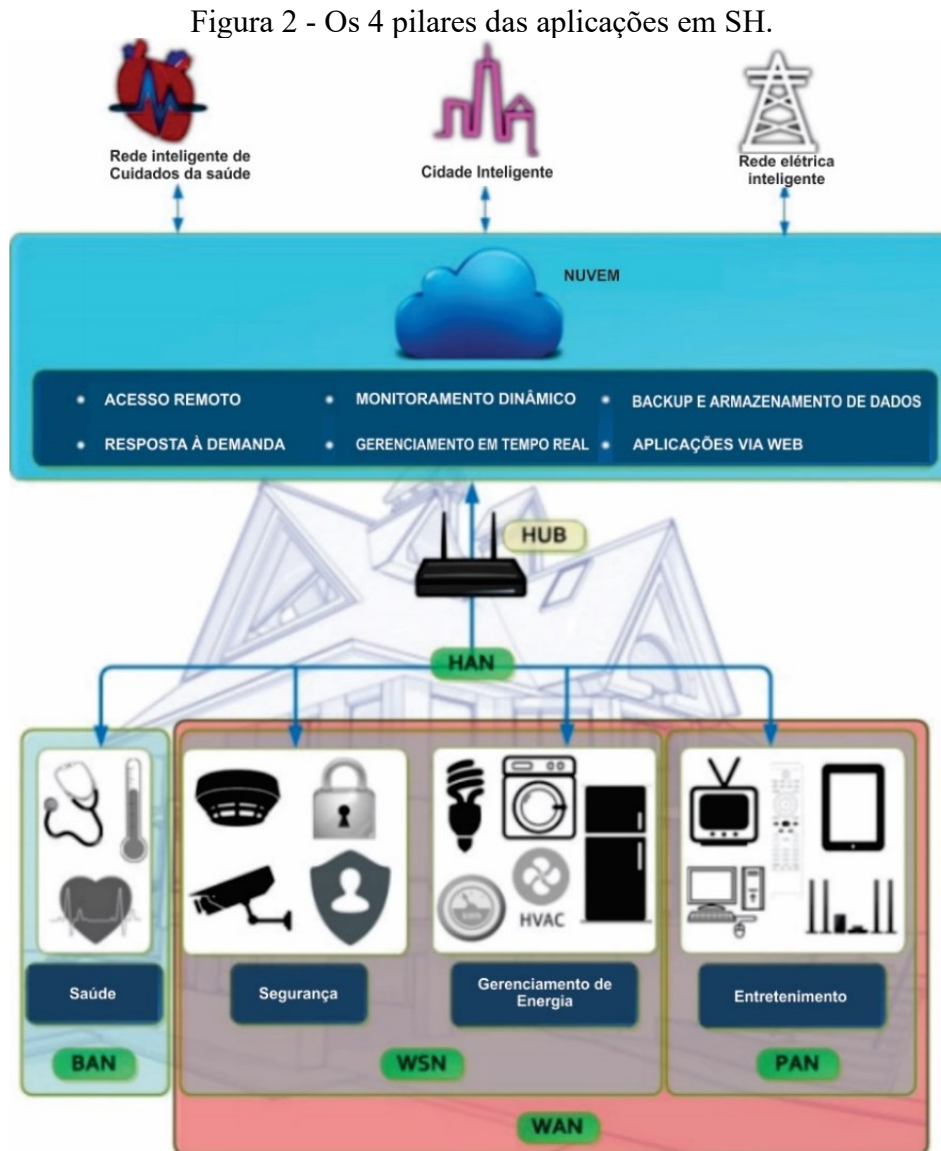 Figura 2 - Os 4 pilares das aplicações em SH.
Rede inteligente de
Cuidados da saúde
Cidade Inteligente
Rede elétrica
inteligente
NUVEM
ACESSO REMOTO
MONITORAMENTO DINÂMICO
BACKUP E ARMAZENAMENTO DE DADOS
RESPOSTA À DEMANDA
GERENCIAMENTO EM TEMPO REAL
APLICAÇÕES VIA WEB
HUB
HAN
HVAC
Saúde
Segurança
Gerenciamento de
Energia
Entretenimento
BAN
WSN
PAN
WAN